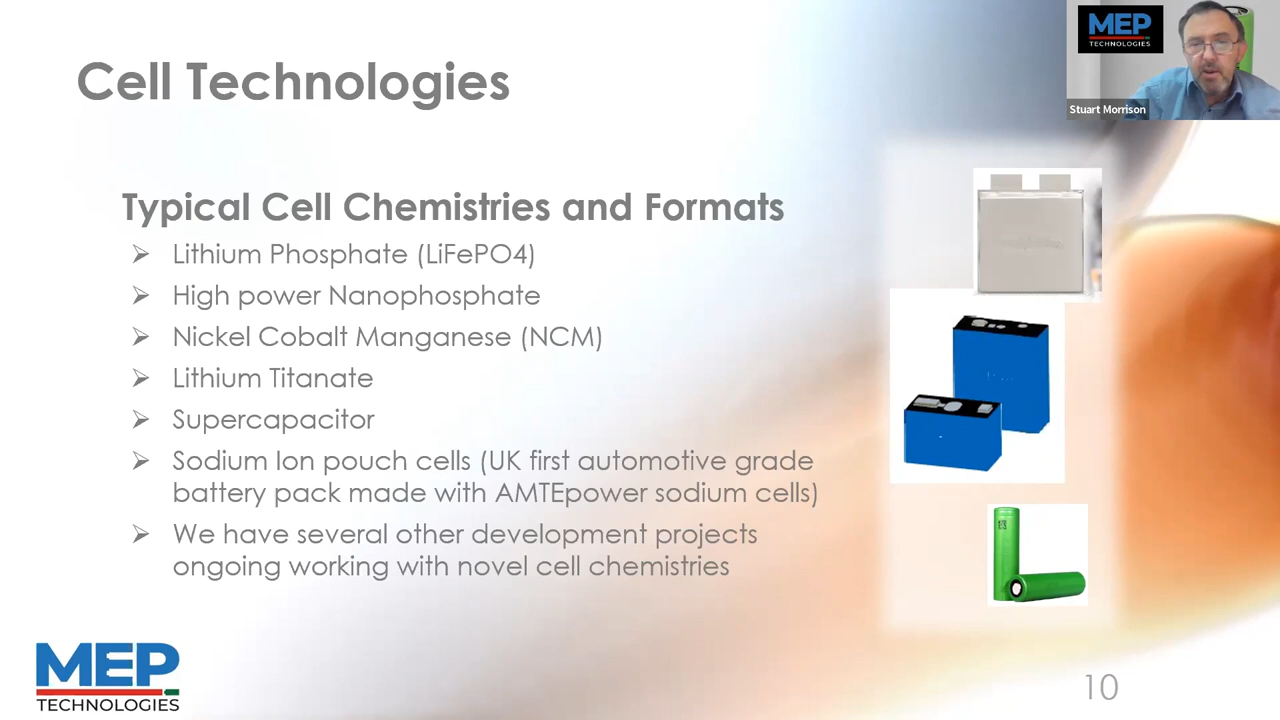 MEP
TECHNOLOGIES
Stuart Morrison
Cell Technologies
Typical Cell Chemistries and Formats
➢ Lithium Phosphate (LiFePO4)
➢ High power Nanophosphate
➢ Nickel Cobalt Manganese (NCM)
➢ Lithium Titanate
➢ Supercapacitor
➢ Sodium Ion pouch cells (UK first automotive grade
battery pack made with AMTEpower sodium cells)
➢ We have several other development projects
ongoing working with novel cell chemistries
MEP
TECHNOLOGIES
10